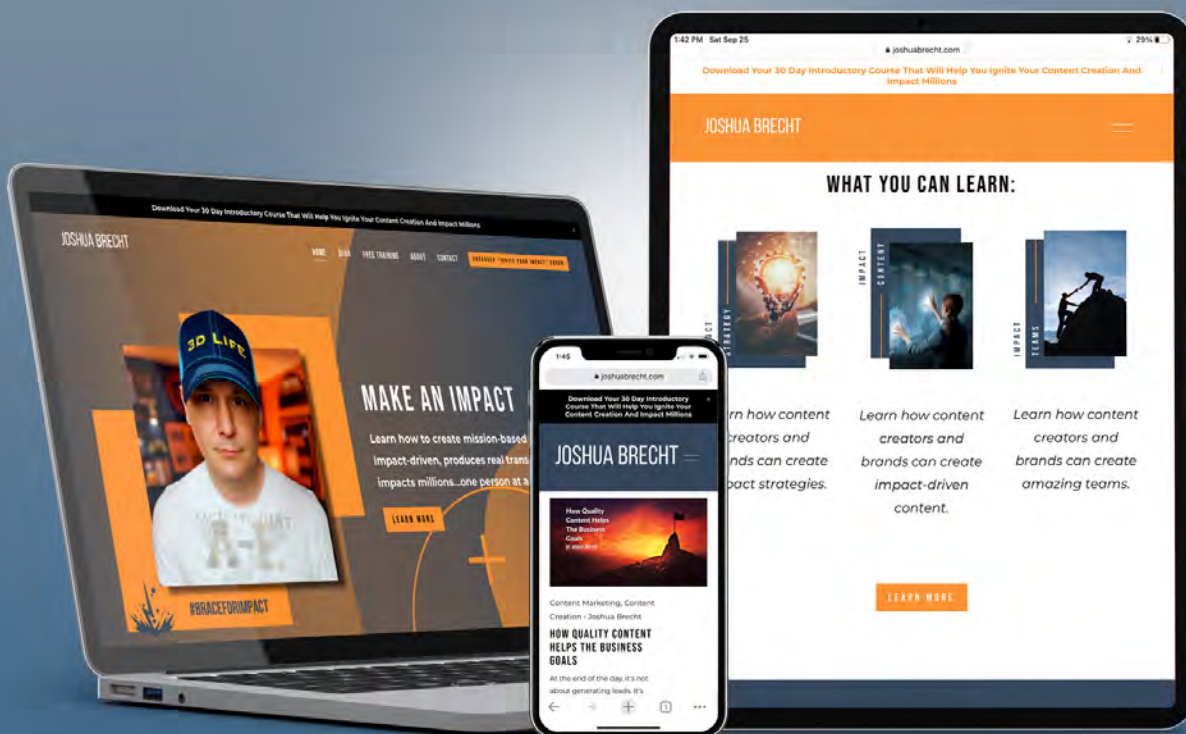 Download Your 30 Day Introductory Course That Will Help You Ignite Your Content Creation And Impact Millions
JOSHUA BRECHT
HOME
BLOG
FREE TRAINING
ABOUT
CONTACT
3D LIFE
MAKE AN IMPACT
Learn how to create mission-based
impact-driven, produces real trans
impacts millions...one person at a
LEARN MORE
#BRACEFORIMPACT
1:45
joshuabrecht.com
Download Your 30 Day Introductory
Course That Will Help You Ignite Your
Content Creation And Impact Millions
JOSHUA BRECHT
How Quality
Content Helps
The Business
Goals
Content Marketing, Content
Creation · Joshua Brecht
HOW QUALITY CONTENT
HELPS THE BUSINESS
GOALS
At the end of the day, it's not
about generating leads. It's
1
1:42 PM Sat Sep 25
joshuabrecht.com
29%
Download Your 30 Day Introductory Course That Will Help You Ignite Your Content Creation And
Impact Millions
JOSHUA BRECHT
WHAT YOU CAN LEARN:
ACT
STRATEGY
IMPACT
CONTENT
IMPACT
TEAMS
rn how content
creators and
nds can create
pact strategies.
Learn how content
creators and
brands can create
impact-driven
content.
Learn how content
creators and
brands can create
amazing teams.
LEARN MORE